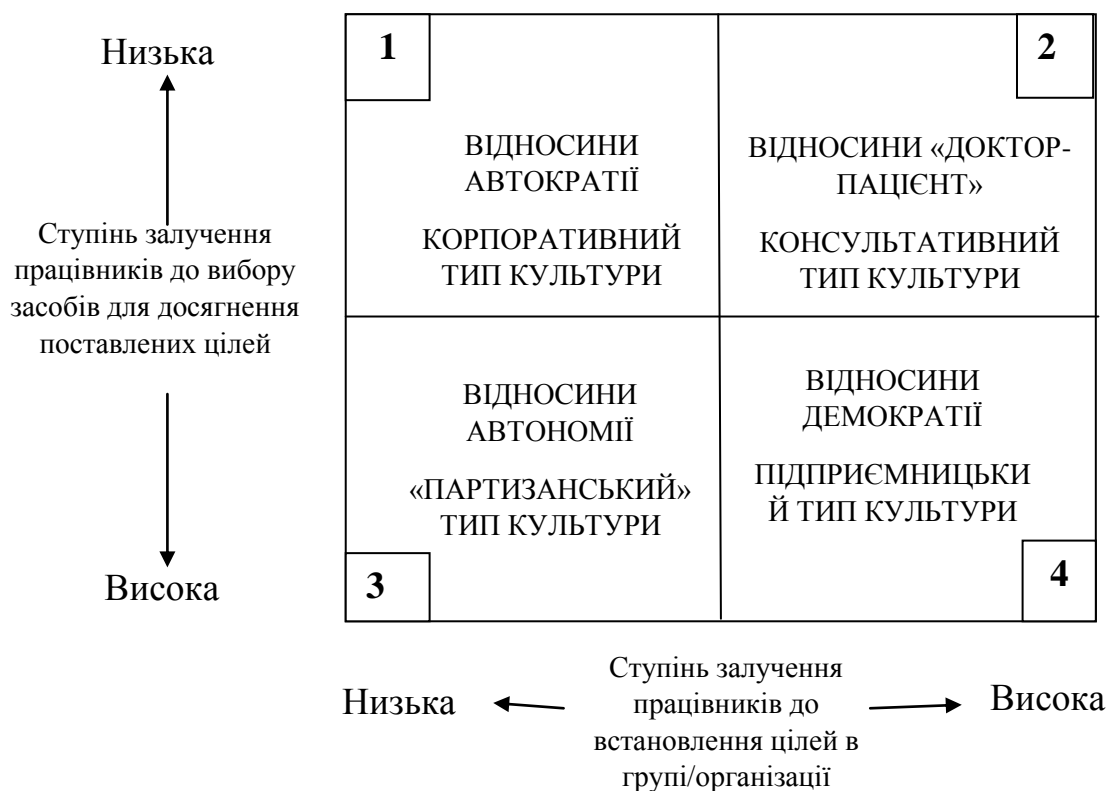 Низька
Ступінь залучення
працівників до вибору
засобів для досягнення
поставлених цілей
Висока
1
ВІДНОСИНИ
АВТОКРАТІЇ
КОРПОРАТИВНИЙ
ТИП КУЛЬТУРИ
2
ВІДНОСИНИ «ДОКТОР-
ПАЦІЄНТ»
КОНСУЛЬТАТИВНИЙ
ТИП КУЛЬТУРИ
ВІДНОСИНИ
АВТОНОМІЇ
«ПАРТИЗАНСЬКИЙ»
ТИП КУЛЬТУРИ
3
ВІДНОСИНИ
ДЕМОКРАТІЇ
ПІДПРИЄМНИЦЬКИ
Й ТИП КУЛЬТУРИ
4
Низька
Ступінь залучення
працівників до
встановлення цілей в
групі/організації
Висока